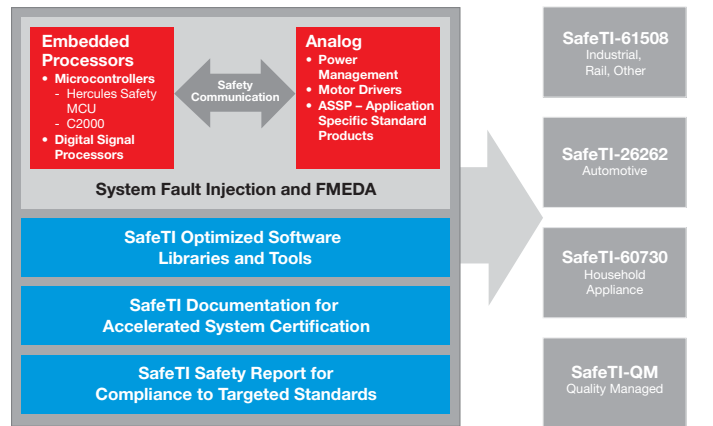 Embedded
Processors
• Microcontrollers
- Hercules Safety
MCU
- C2000
• Digital Signal
Processors
Safety
Communication
Analog
• Power
Management
• Motor Drivers
• ASSP – Application
Specific Standard
Products
System Fault Injection and FMEDA
SafeTI Optimized Software
Libraries and Tools
SafeTI Documentation for
Accelerated System Certification
SafeTI Safety Report for
Compliance to Targeted Standards
SafeTI-61508
Industrial,
Rail, Other
SafeTI-26262
Automotive
SafeTI-60730
Household
Appliance
SafeTI-QM
Quality Managed